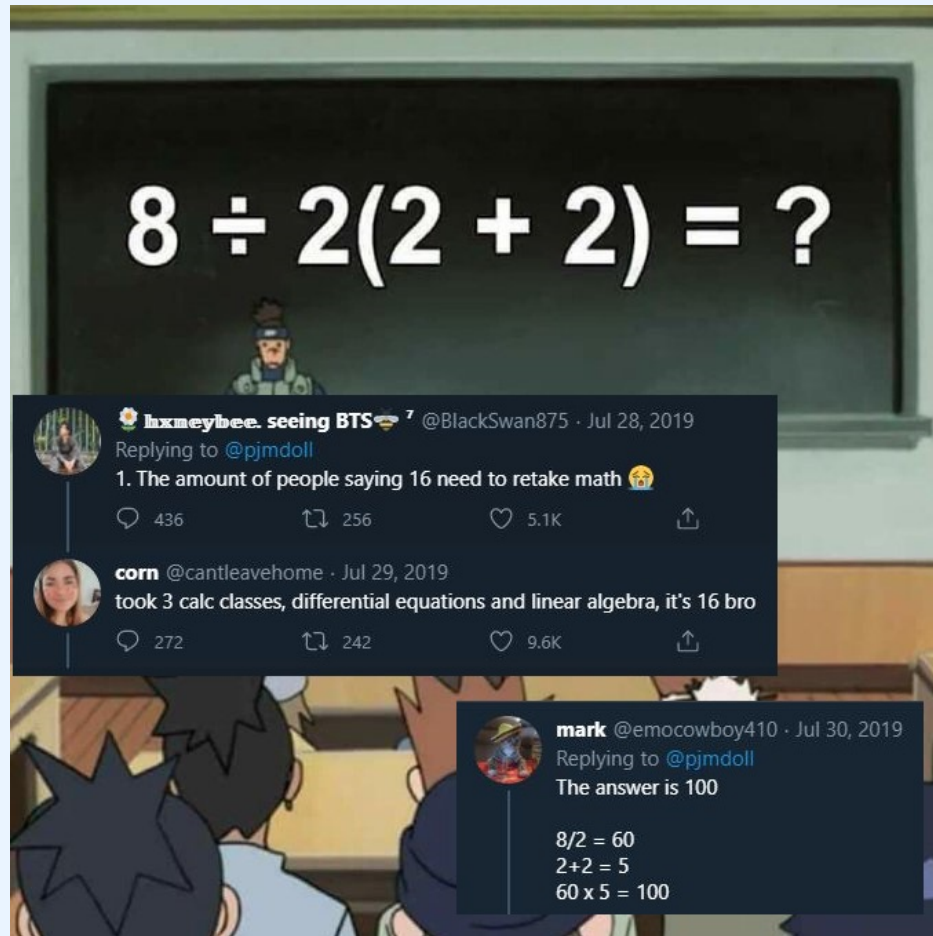 8 ÷ 2(2 + 2) = ?
🌼 𝕙𝕩𝕟𝕖𝕪𝕓𝕖𝕖. seeing BTS🐝 ⁷ @BlackSwan875 · Jul 28, 2019
Replying to @pjmdoll
1. The amount of people saying 16 need to retake math 😭
436 256 5.1K
corn @cantleavehome · Jul 29, 2019
took 3 calc classes, differential equations and linear algebra, it's 16 bro
272 242 9.6K
mark @emocowboy410 · Jul 30, 2019
Replying to @pjmdoll
The answer is 100
8/2 = 60
2+2 = 5
60 x 5 = 100